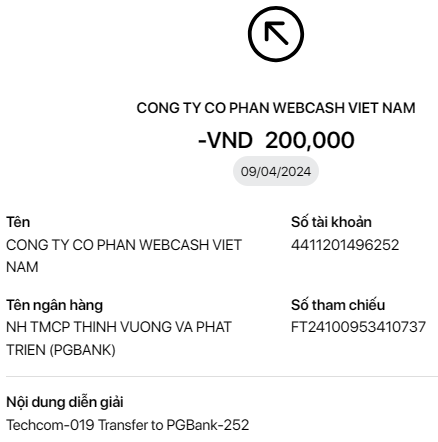 CONG TY CO PHAN WEBCASH VIET NAM
-VND 200,000
09/04/2024
Tên
CONG TY CO PHAN WEBCASH VIET
NAM
Số tài khoản
4411201496252
Tên ngân hàng
NH TMCP THINH VUONG VA PHAT
TRIEN (PGBANK)
Số tham chiếu
FT24100953410737
Nội dung diễn giải
Techcom-019 Transfer to PGBank-252